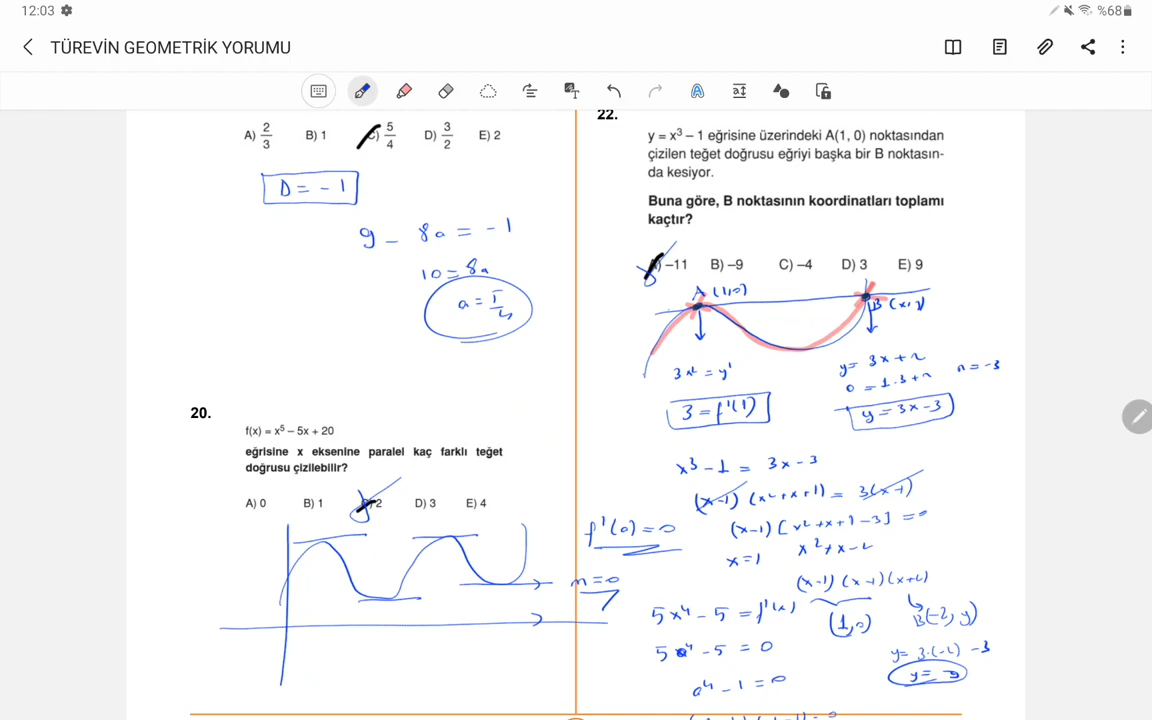 12:03
%68
TÜREVİN GEOMETRİK YORUMU
A) 2/3 B) 1 C) 5/4 D) 3/2 E) 2
D = -1
9 - 8a = -1
10 = 8a
a = 5/4
20.
f(x) = x⁵ – 5x + 20
eğrisine x eksenine paralel kaç farklı teğet
doğrusu çizilebilir?
A) 0 B) 1 2 D) 3 E) 4
22.
y = x³ – 1 eğrisine üzerindeki A(1, 0) noktasından
çizilen teğet doğrusu eğriyi başka bir B noktasın-
da kesiyor.
Buna göre, B noktasının koordinatları toplamı
kaçtır?
A) –11 B) –9 C) –4 D) 3 E) 9
A (1,0)
B (x,y)
3x² = y'
3 = f'(1)
y = 3x + n
0 = 1.3 + n
n = -3
y = 3x - 3
x³ - 1 = 3x - 3
(x-1) (x²+x+1) = 3(x-1)
(x-1) [x²+x+1-3] = 0
x=1 x²+x-2
(x-1) (x-1) (x+2)
(1,0)
B(-2, y)
y = 3.(-2) - 3
y = -9
f'(a) = 0
m = 0
5x⁴ - 5 = f'(x)
5a⁴ - 5 = 0
a⁴ - 1 = 0